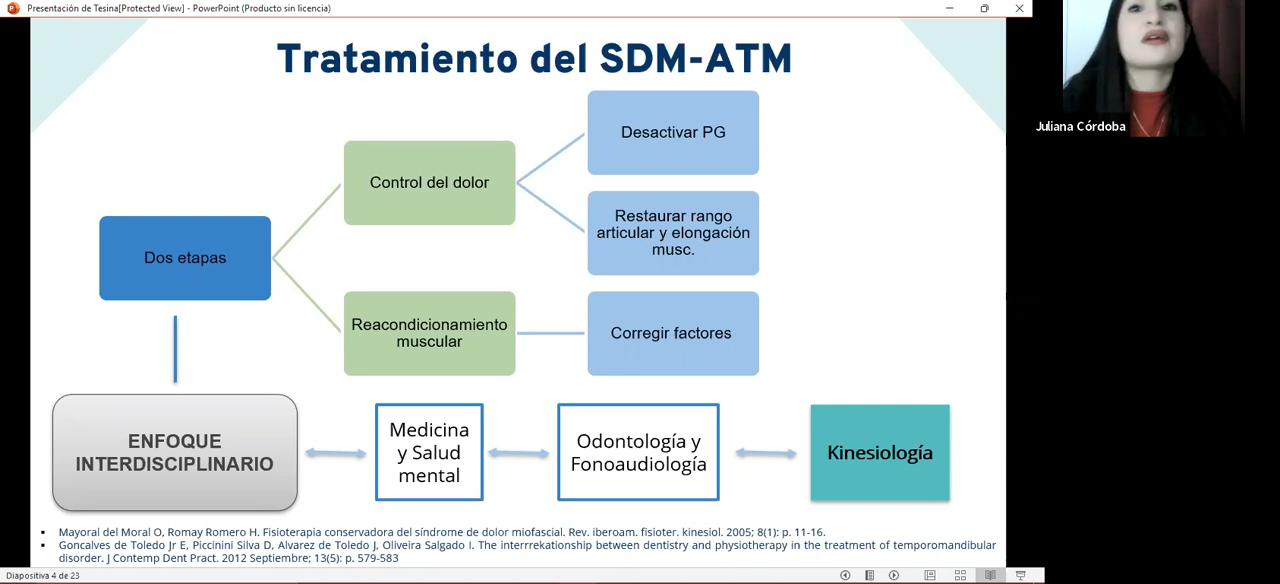 Presentación de Tesina[Protected View] - PowerPoint (Producto sin licencia)
Tratamiento del SDM-ATM
Juliana Córdoba
Desactivar PG
Control del dolor
Restaurar rango
articular y elongación
musc.
Dos etapas
Reacondicionamiento
muscular
Corregir factores
ENFOQUE
INTERDISCIPLINARIO
Medicina
y Salud
mental
Odontología y
Fonoaudiología
Kinesiología
▪ Mayoral del Moral O, Romay Romero H. Fisioterapia conservadora del síndrome de dolor miofascial. Rev. iberoam. fisioter. kinesiol. 2005; 8(1): p. 11-16.
▪ Goncalves de Toledo Jr E, Piccinini Silva D, Alvarez de Toledo J, Oliveira Salgado I. The interrrekationship between dentistry and physiotherapy in the treatment of temporomandibular
disorder. J Contemp Dent Pract. 2012 Septiembre; 13(5): p. 579-583
Diapositiva 4 de 23